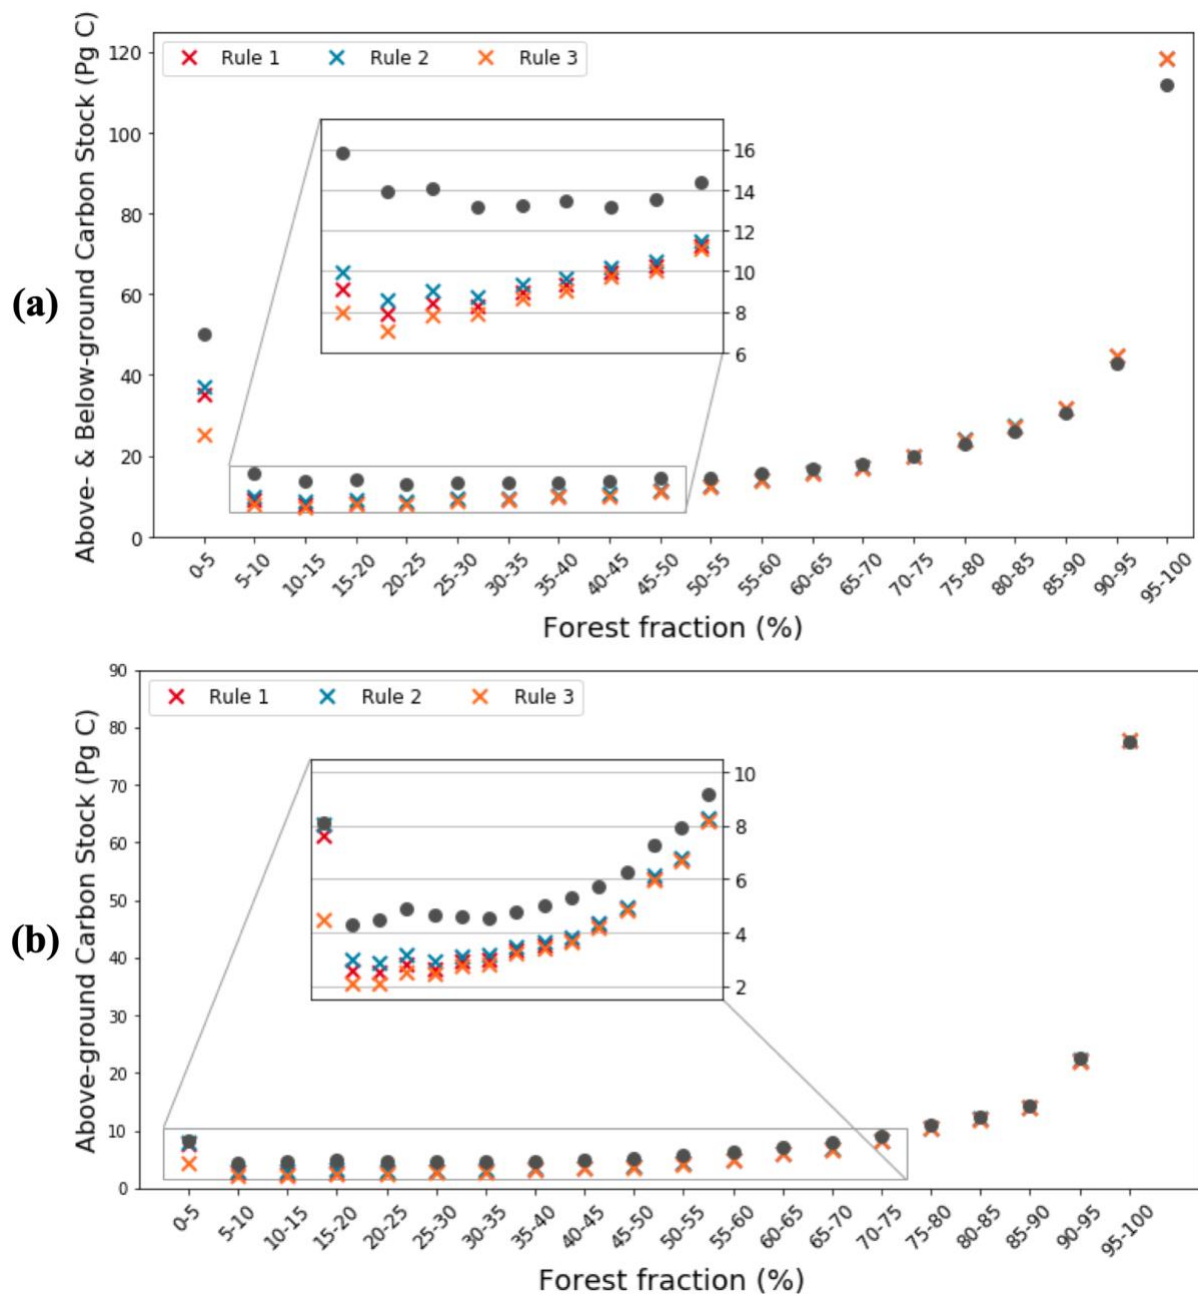 (a)
Above- & Below-ground Carbon Stock (Pg C)
Rule 1 Rule 2 Rule 3
120
100
80
60
40
20
0
16
14
12
10
8
6
0-5 5-10 10-15 15-20 20-25 25-30 30-35 35-40 40-45 45-50 50-55 55-60 60-65 65-70 70-75 75-80 80-85 85-90 90-95 95-100
Forest fraction (%)
(b)
Above-ground Carbon Stock (Pg C)
Rule 1 Rule 2 Rule 3
90
80
70
60
50
40
30
20
10
0
10
8
6
4
2
0-5 5-10 10-15 15-20 20-25 25-30 30-35 35-40 40-45 45-50 50-55 55-60 60-65 65-70 70-75 75-80 80-85 85-90 90-95 95-100
Forest fraction (%)